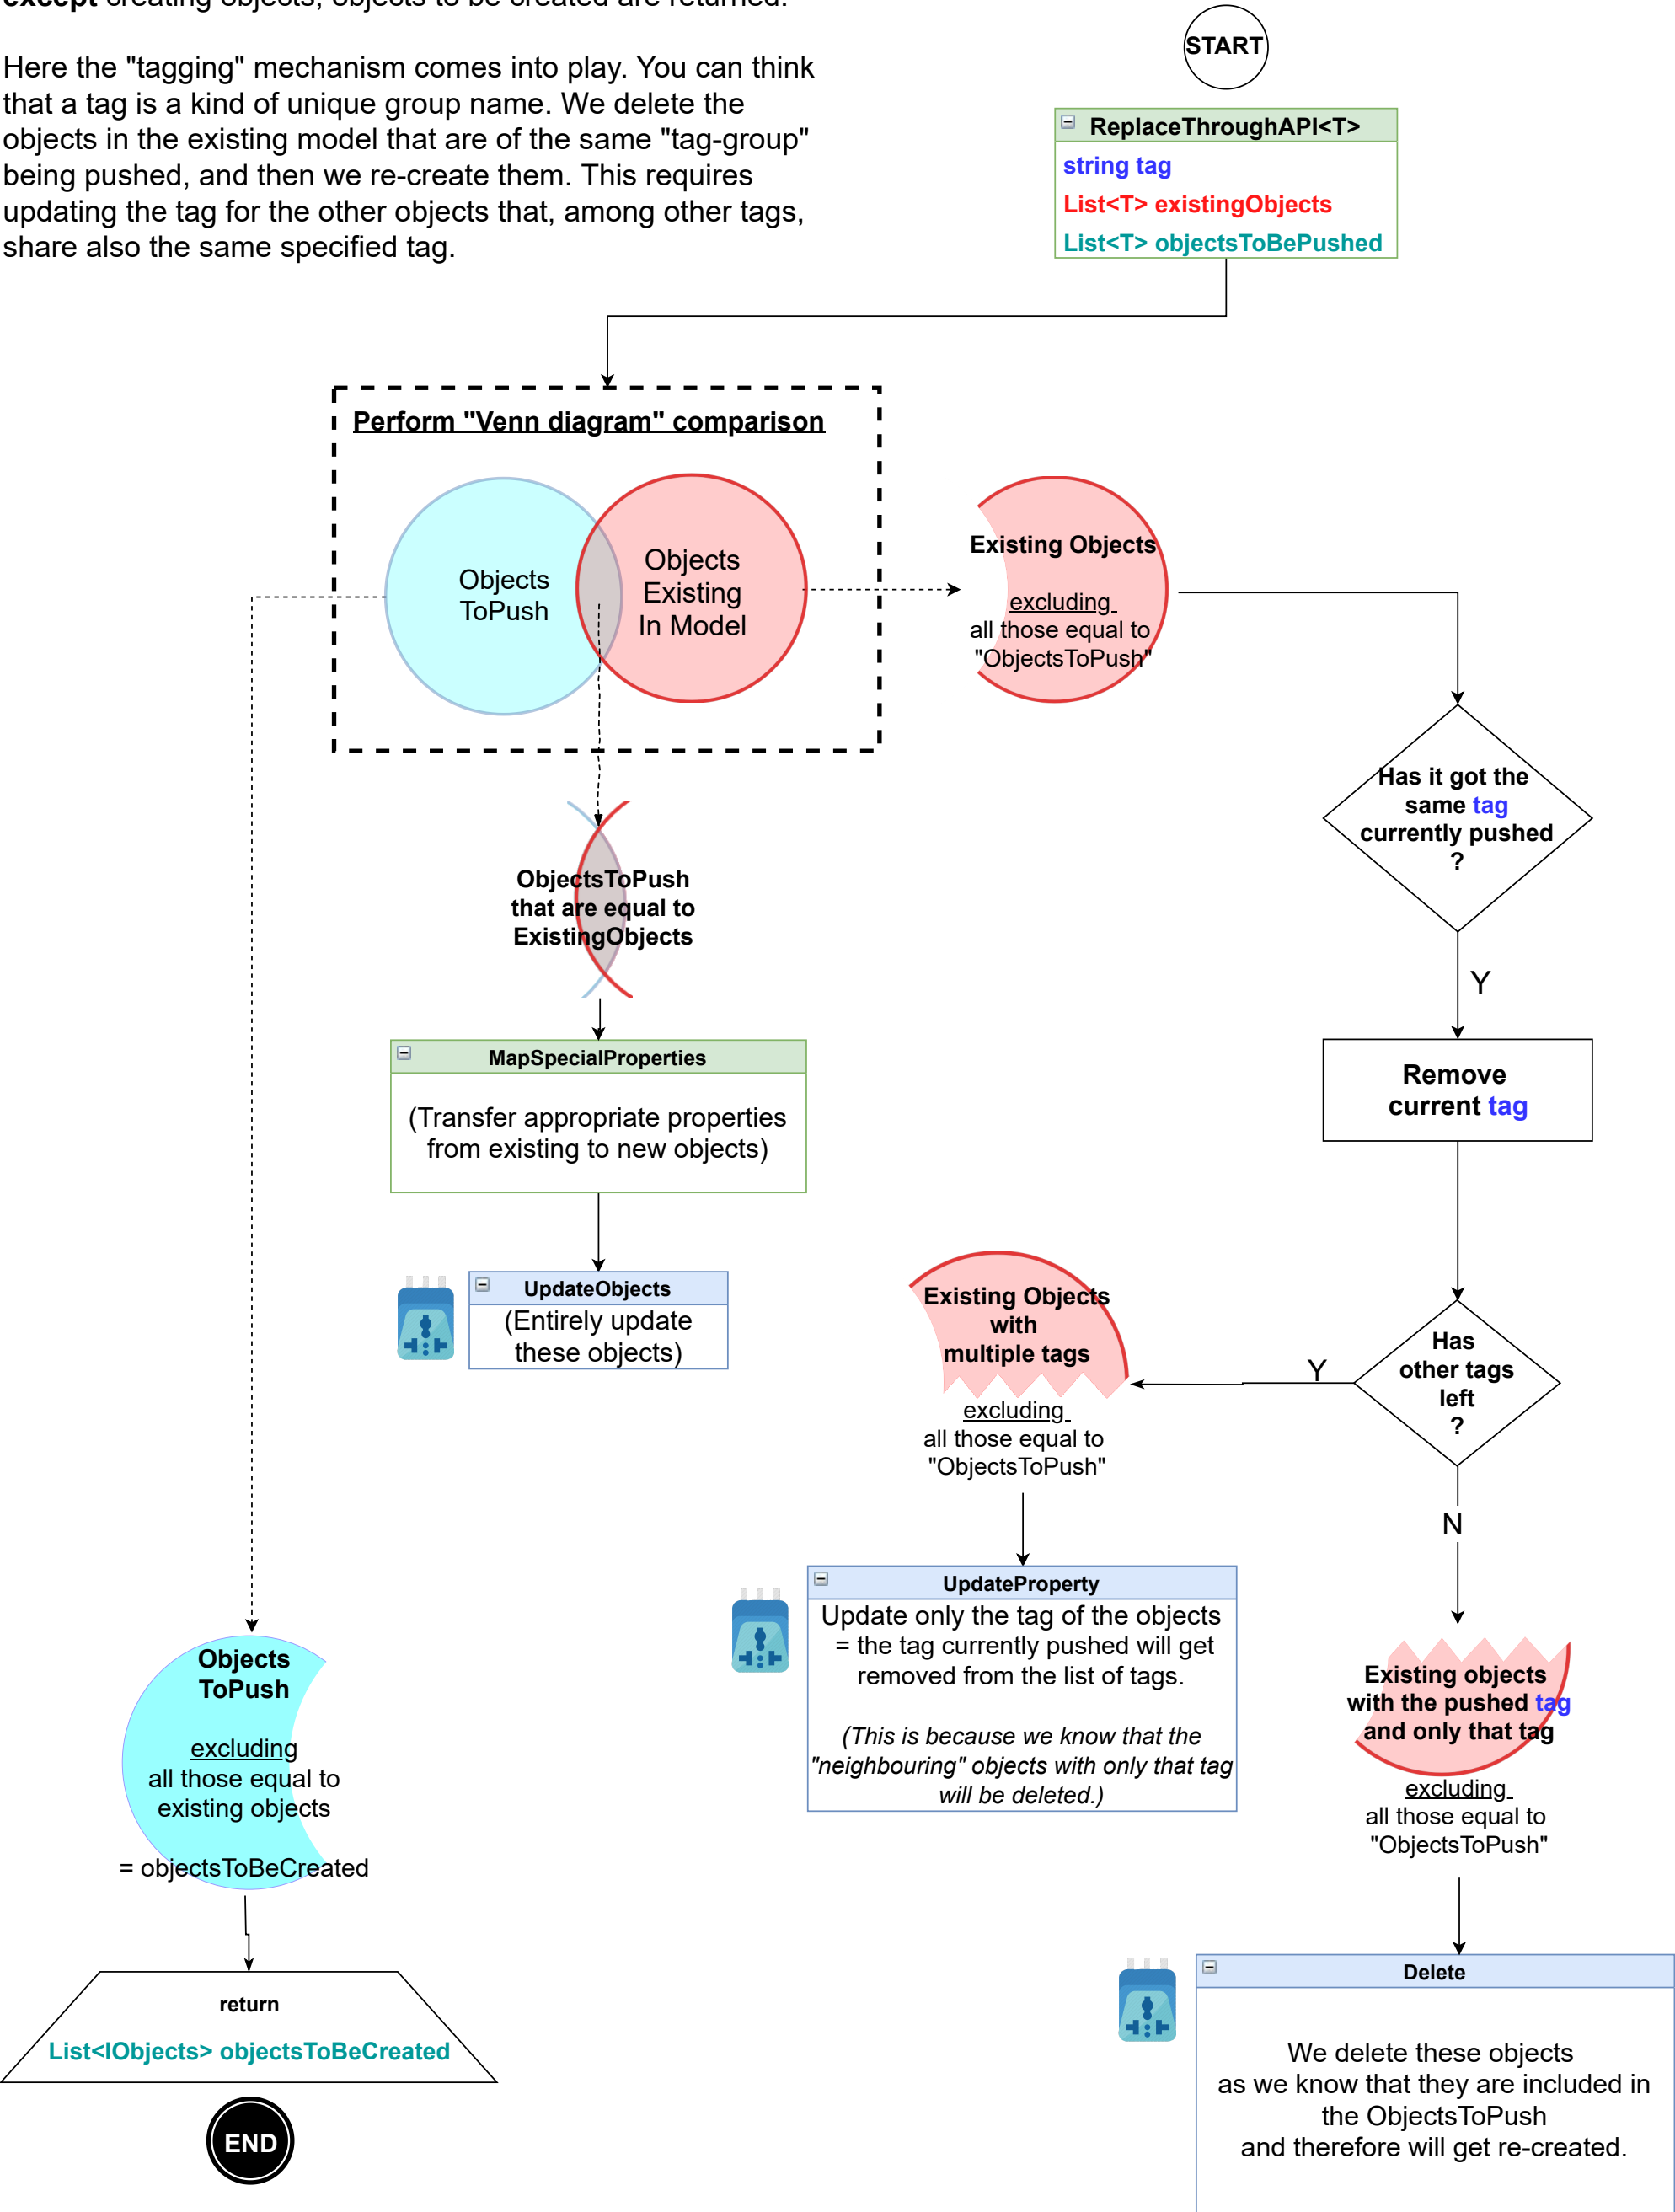 except creating objects, objects to be created are returned.
Here the "tagging" mechanism comes into play. You can think
that a tag is a kind of unique group name. We delete the
objects in the existing model that are of the same "tag-group"
being pushed, and then we re-create them. This requires
updating the tag for the other objects that, among other tags,
share also the same specified tag.
START
ReplaceThroughAPI<T>
string tag
List<T> existingObjects
List<T> objectsToBePushed
Perform "Venn diagram" comparison
Objects
ToPush
Objects
Existing
In Model
Existing Objects
excluding
all those equal to
"ObjectsToPush"
Has it got the
same tag
currently pushed
?
Y
Remove
current tag
ObjectsToPush
that are equal to
ExistingObjects
MapSpecialProperties
(Transfer appropriate properties
from existing to new objects)
UpdateObjects
(Entirely update
these objects)
Has
other tags
left
?
Y
N
Existing Objects
with
multiple tags
excluding
all those equal to
"ObjectsToPush"
UpdateProperty
Update only the tag of the objects
= the tag currently pushed will get
removed from the list of tags.
(This is because we know that the
"neighbouring" objects with only that tag
will be deleted.)
Existing objects
with the pushed tag
and only that tag
excluding
all those equal to
"ObjectsToPush"
Delete
We delete these objects
as we know that they are included in
the ObjectsToPush
and therefore will get re-created.
Objects
ToPush
excluding
all those equal to
existing objects
= objectsToBeCreated
return
List<IObjects> objectsToBeCreated
END